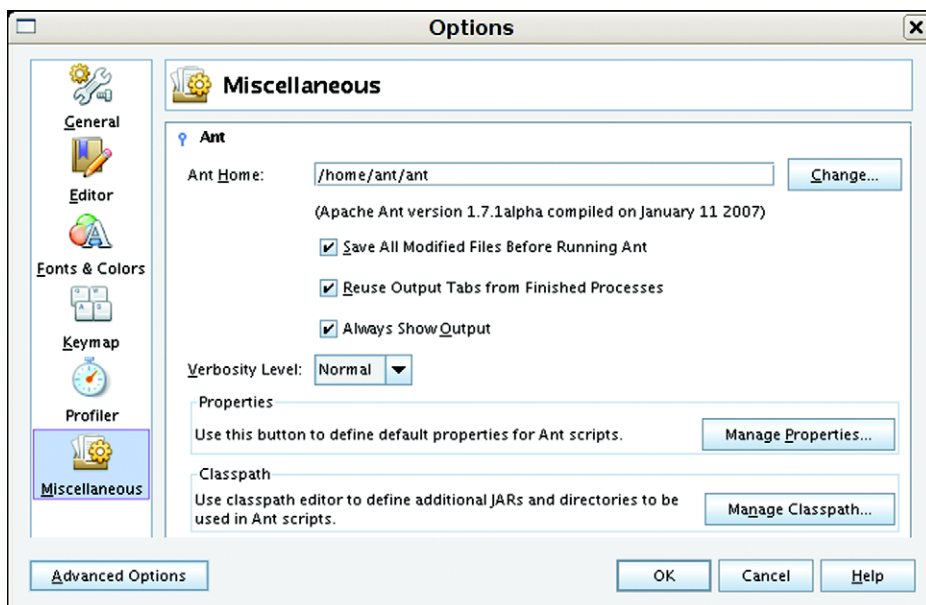 Options
General
Editor
Fonts & Colors
Keymap
Profiler
Miscellaneous
Miscellaneous
Ant
Ant Home:
/home/ant/ant
Change...
(Apache Ant version 1.7.1alpha compiled on January 11 2007)
Save All Modified Files Before Running Ant
Reuse Output Tabs from Finished Processes
Always Show Output
Verbosity Level:
Normal
Properties
Use this button to define default properties for Ant scripts.
Manage Properties...
Classpath
Use classpath editor to define additional JARs and directories to be
used in Ant scripts.
Manage Classpath...
Advanced Options
OK
Cancel
Help